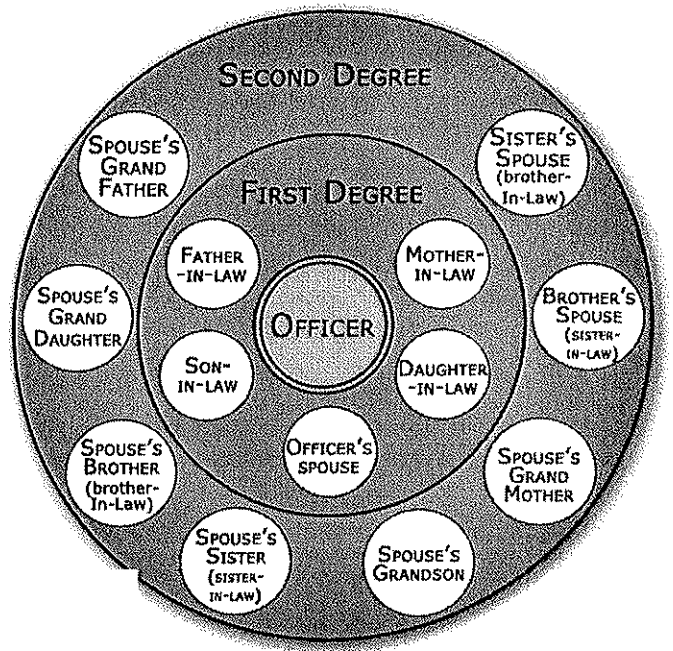 SECOND DEGREE
SPOUSE'S
GRAND
FATHER
SISTER'S
SPOUSE
(brother-
In-Law)
FIRST DEGREE
FATHER
-IN-LAW
MOTHER-
IN-LAW
SPOUSE'S
GRAND
DAUGHTER
OFFICER
BROTHER'S
SPOUSE
(SISTER-
IN-LAW)
SON-
IN-LAW
DAUGHTER
-IN-LAW
SPOUSE'S
BROTHER
(brother-
In-Law)
OFFICER'S
SPOUSE
SPOUSE'S
GRAND
MOTHER
SPOUSE'S
SISTER
(SISTER-
IN-LAW)
SPOUSE'S
GRANDSON